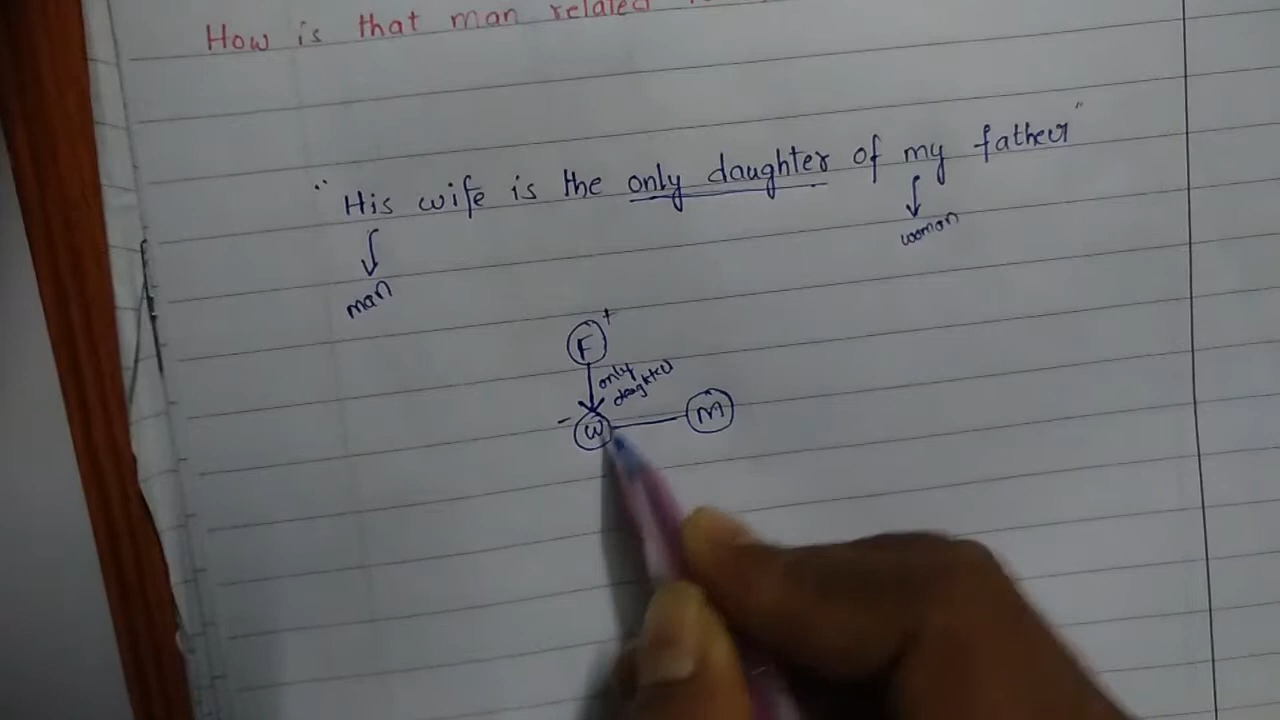 How is that man related
"His wife is the only daughter of my father"
man
woman
F +
only
daughter
- W M